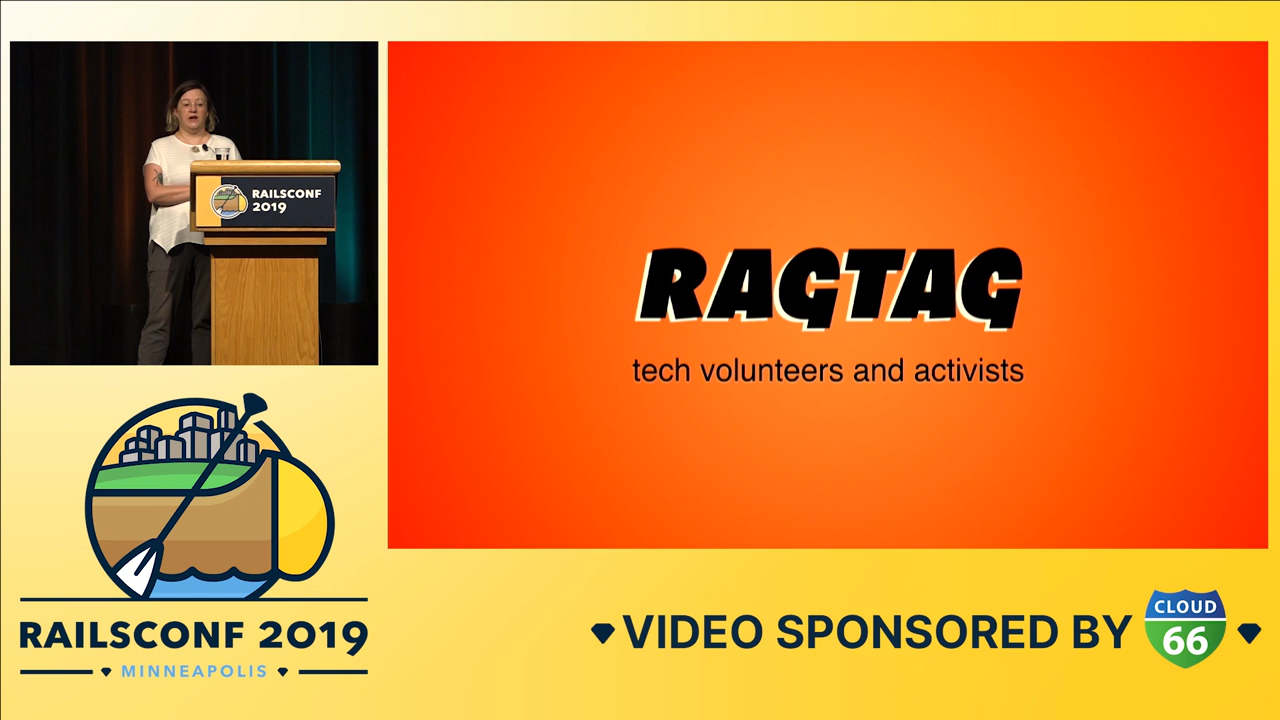 RAILSCONF
2019
RAGTAG
tech volunteers and activists
RAILSCONF 2019
MINNEAPOLIS
VIDEO SPONSORED BY
CLOUD
66